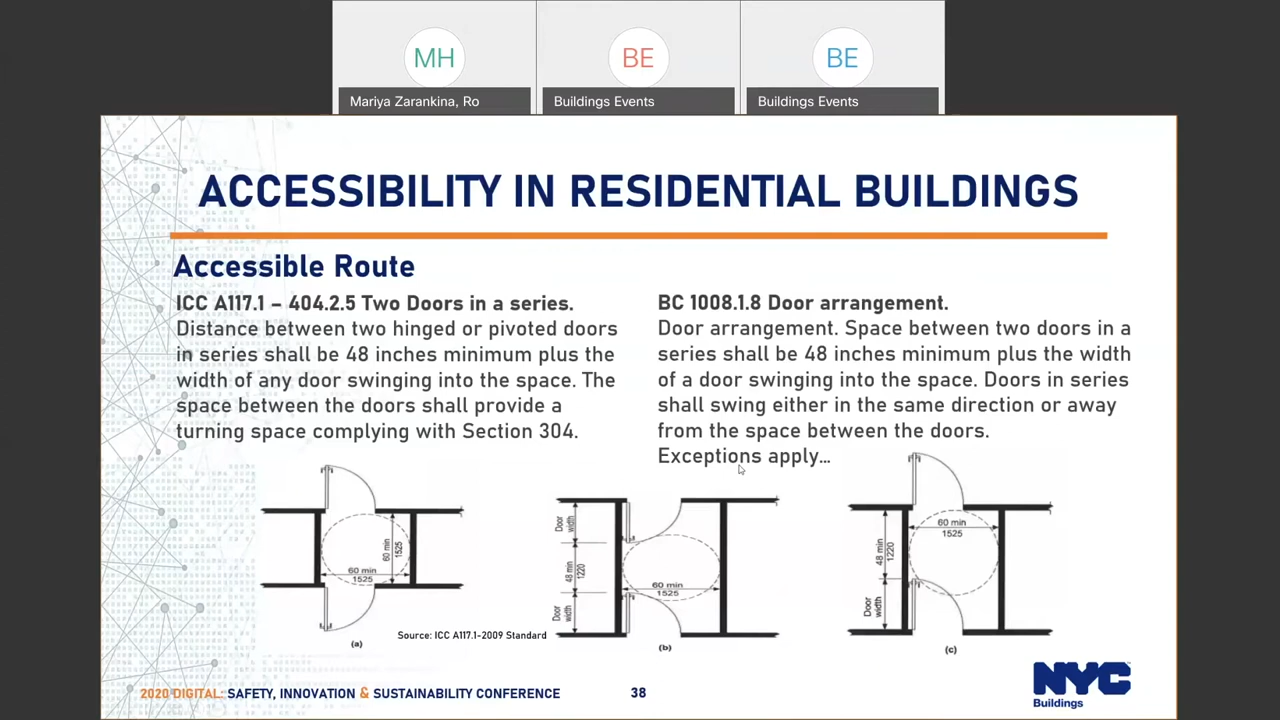 MH
BE
BE
Mariya Zarankina, Ro
Buildings Events
Buildings Events
ACCESSIBILITY IN RESIDENTIAL BUILDINGS
Accessible Route
ICC A117.1 – 404.2.5 Two Doors in a series.
Distance between two hinged or pivoted doors
in series shall be 48 inches minimum plus the
width of any door swinging into the space. The
space between the doors shall provide a
turning space complying with Section 304.
BC 1008.1.8 Door arrangement.
Door arrangement. Space between two doors in a
series shall be 48 inches minimum plus the width
of a door swinging into the space. Doors in series
shall swing either in the same direction or away
from the space between the doors.
Exceptions apply...
60 min
1525
60 min
1525
(a)
Door
width
48 min
1220
Door
width
60 min
1525
(b)
60 min
1525
48 min
1220
Door
width
(c)
Source: ICC A117.1-2009 Standard
2020 DIGITAL: SAFETY, INNOVATION & SUSTAINABILITY CONFERENCE
38
NYC
Buildings